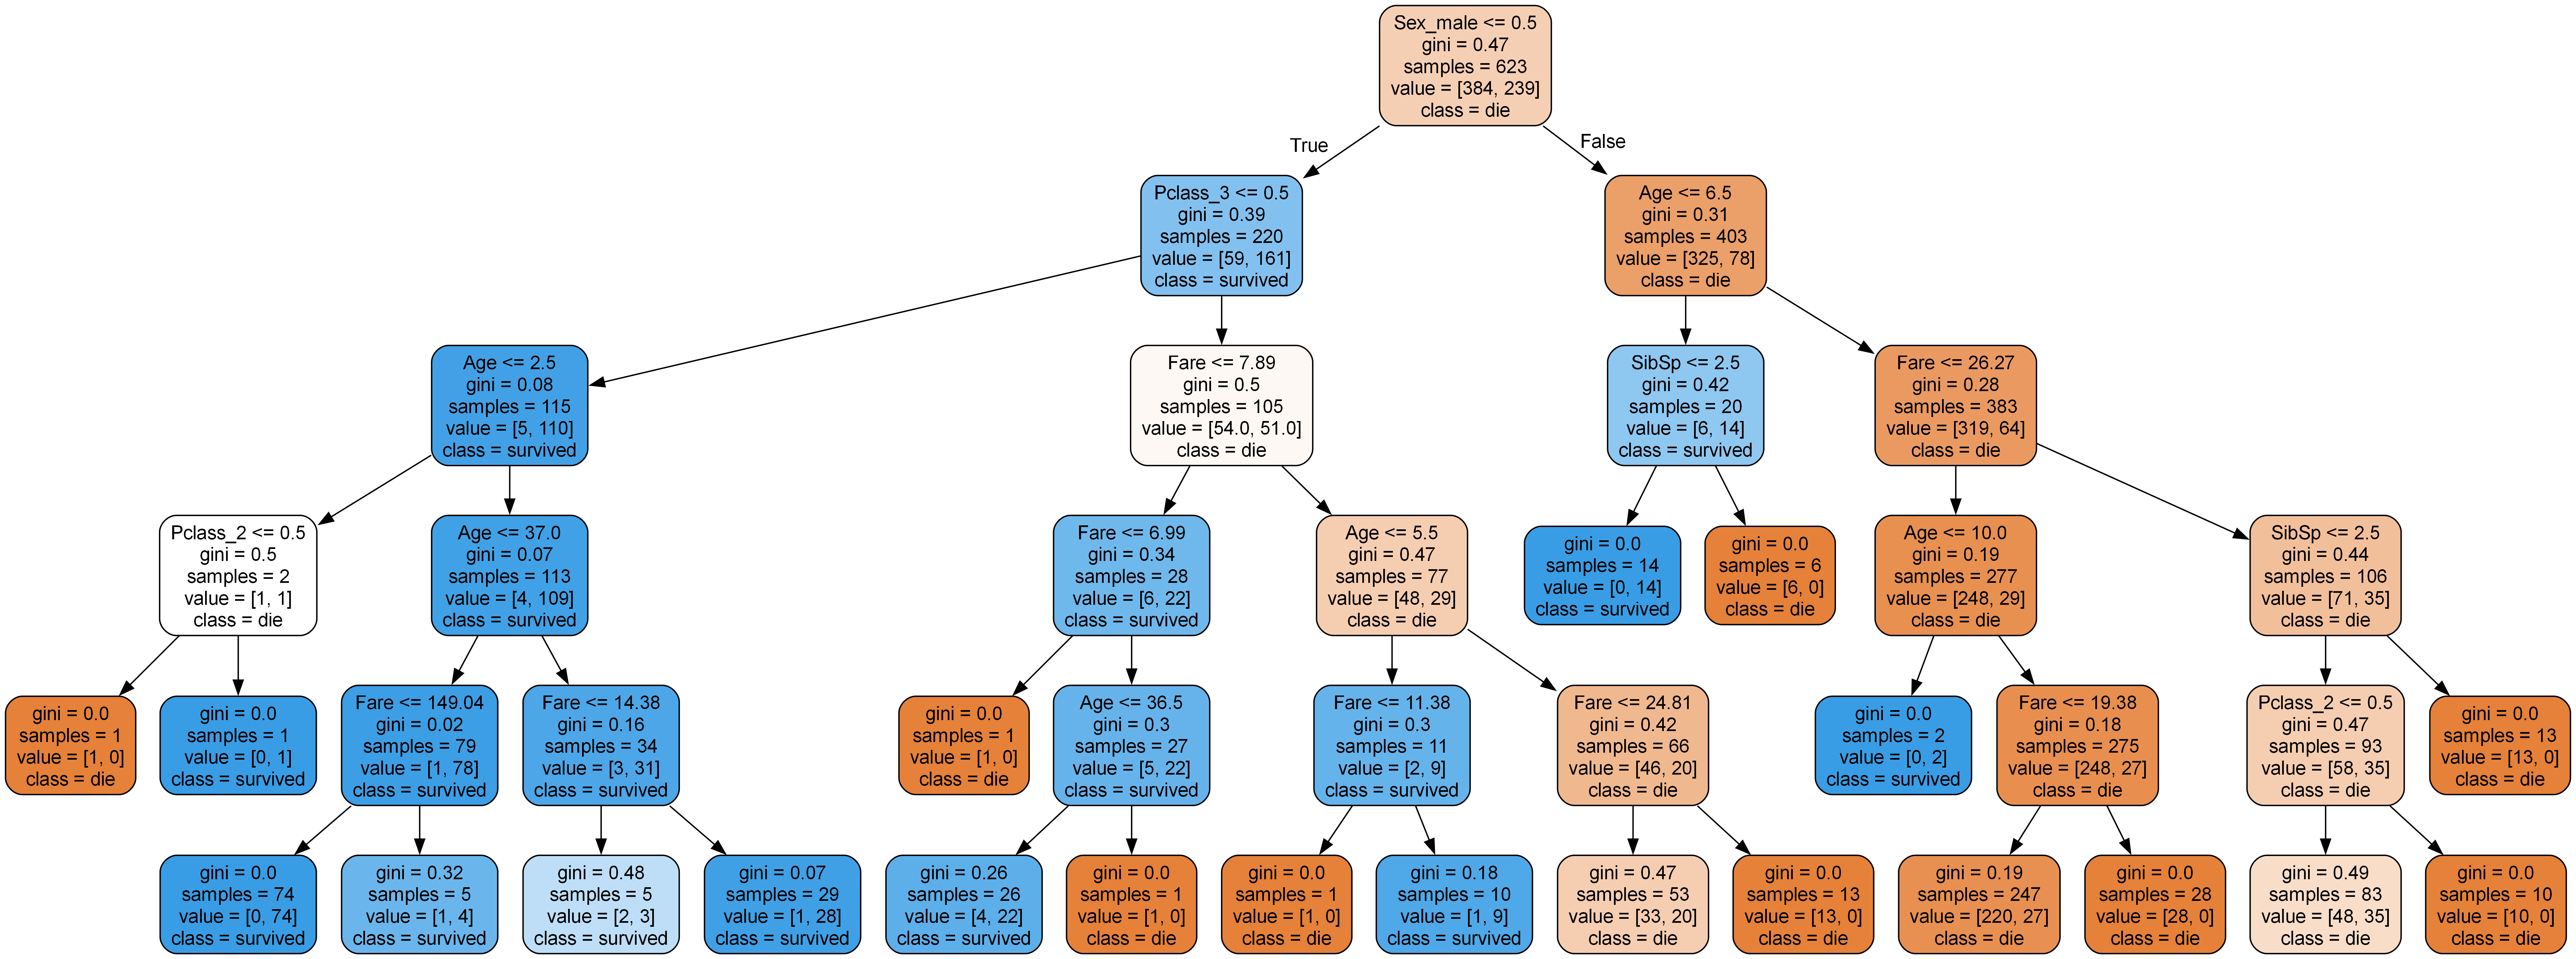 Sex_male <= 0.5
gini = 0.47
samples = 623
value = [384, 239]
class = die
True
False
Pclass_3 <= 0.5
gini = 0.39
samples = 220
value = [59, 161]
class = survived
Age <= 6.5
gini = 0.31
samples = 403
value = [325, 78]
class = die
Age <= 2.5
gini = 0.08
samples = 115
value = [5, 110]
class = survived
Fare <= 7.89
gini = 0.5
samples = 105
value = [54.0, 51.0]
class = die
SibSp <= 2.5
gini = 0.42
samples = 20
value = [6, 14]
class = survived
Fare <= 26.27
gini = 0.28
samples = 383
value = [319, 64]
class = die
Pclass_2 <= 0.5
gini = 0.5
samples = 2
value = [1, 1]
class = die
Age <= 37.0
gini = 0.07
samples = 113
value = [4, 109]
class = survived
Fare <= 6.99
gini = 0.34
samples = 28
value = [6, 22]
class = survived
Age <= 5.5
gini = 0.47
samples = 77
value = [48, 29]
class = die
gini = 0.0
samples = 14
value = [0, 14]
class = survived
gini = 0.0
samples = 6
value = [6, 0]
class = die
Age <= 10.0
gini = 0.19
samples = 277
value = [248, 29]
class = die
SibSp <= 2.5
gini = 0.44
samples = 106
value = [71, 35]
class = die
gini = 0.0
samples = 1
value = [1, 0]
class = die
gini = 0.0
samples = 1
value = [0, 1]
class = survived
Fare <= 149.04
gini = 0.02
samples = 79
value = [1, 78]
class = survived
Fare <= 14.38
gini = 0.16
samples = 34
value = [3, 31]
class = survived
gini = 0.0
samples = 1
value = [1, 0]
class = die
Age <= 36.5
gini = 0.3
samples = 27
value = [5, 22]
class = survived
Fare <= 11.38
gini = 0.3
samples = 11
value = [2, 9]
class = survived
Fare <= 24.81
gini = 0.42
samples = 66
value = [46, 20]
class = die
gini = 0.0
samples = 2
value = [0, 2]
class = survived
Fare <= 19.38
gini = 0.18
samples = 275
value = [248, 27]
class = die
Pclass_2 <= 0.5
gini = 0.47
samples = 93
value = [58, 35]
class = die
gini = 0.0
samples = 13
value = [13, 0]
class = die
gini = 0.0
samples = 74
value = [0, 74]
class = survived
gini = 0.32
samples = 5
value = [1, 4]
class = survived
gini = 0.48
samples = 5
value = [2, 3]
class = survived
gini = 0.07
samples = 29
value = [1, 28]
class = survived
gini = 0.26
samples = 26
value = [4, 22]
class = survived
gini = 0.0
samples = 1
value = [1, 0]
class = die
gini = 0.0
samples = 1
value = [1, 0]
class = die
gini = 0.18
samples = 10
value = [1, 9]
class = survived
gini = 0.47
samples = 53
value = [33, 20]
class = die
gini = 0.0
samples = 13
value = [13, 0]
class = die
gini = 0.19
samples = 247
value = [220, 27]
class = die
gini = 0.0
samples = 28
value = [28, 0]
class = die
gini = 0.49
samples = 83
value = [48, 35]
class = die
gini = 0.0
samples = 10
value = [10, 0]
class = die